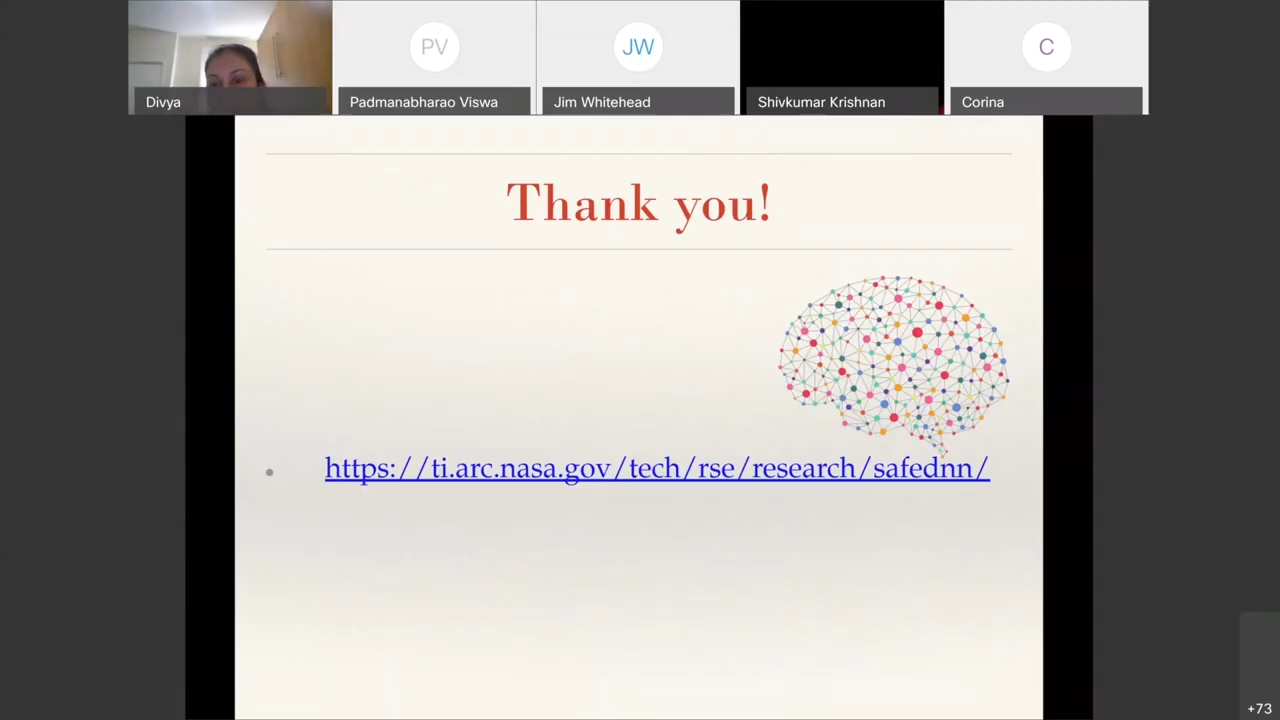 PV
JW
C
Divya
Padmanabharao Viswa
Jim Whitehead
Shivkumar Krishnan
Corina
Thank you!
https://ti.arc.nasa.gov/tech/rse/research/safednn/
+73